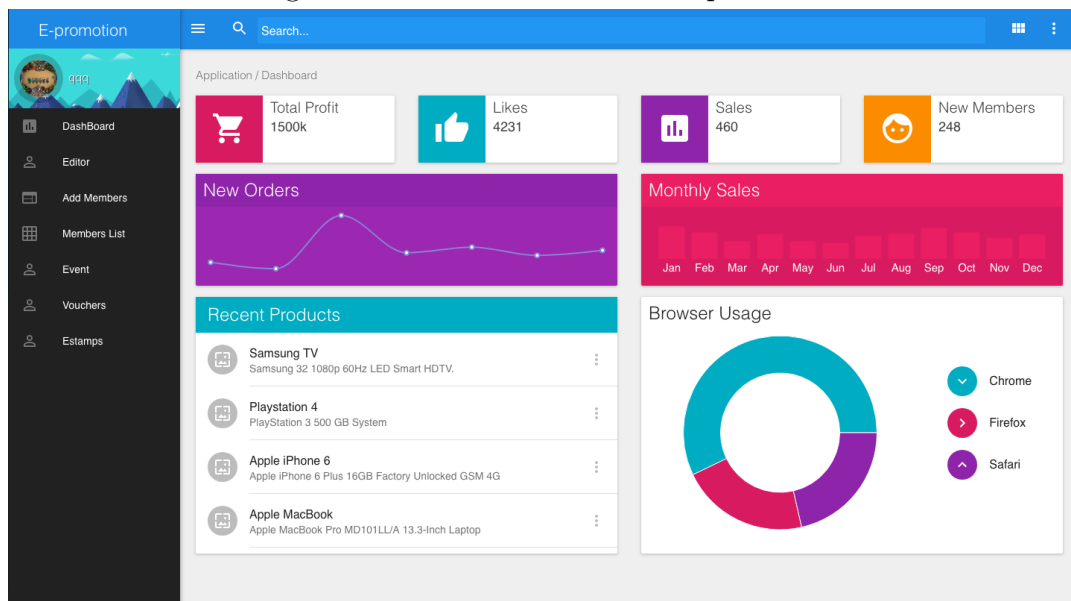 E-promotion
Search...
qqq
DashBoard
Editor
Add Members
Members List
Event
Vouchers
Estamps
Application / Dashboard
Total Profit
1500k
Likes
4231
Sales
460
New Members
248
New Orders
Monthly Sales
Jan Feb Mar Apr May Jun Jul Aug Sep Oct Nov Dec
Recent Products
Samsung TV
Samsung 32 1080p 60Hz LED Smart HDTV.
Playstation 4
PlayStation 3 500 GB System
Apple iPhone 6
Apple iPhone 6 Plus 16GB Factory Unlocked GSM 4G
Apple MacBook
Apple MacBook Pro MD101LL/A 13.3-Inch Laptop
Browser Usage
Chrome
Firefox
Safari